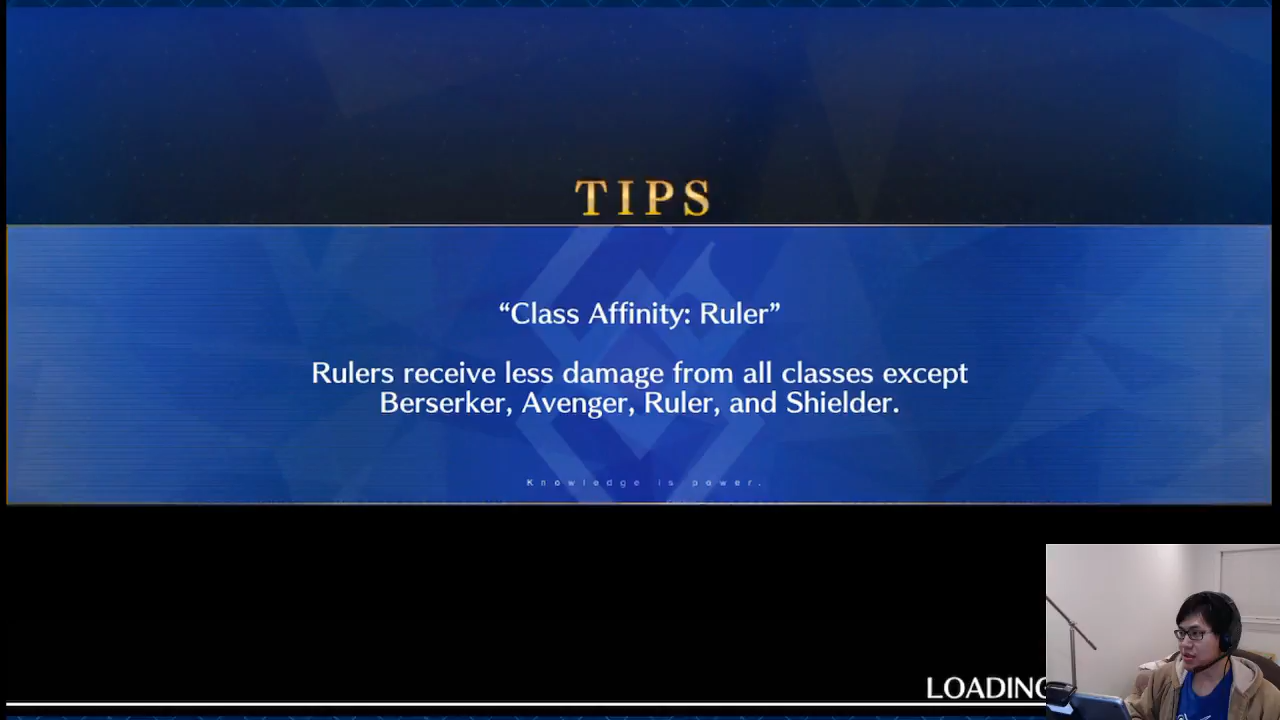 TIPS
“Class Affinity: Ruler”
Rulers receive less damage from all classes except
Berserker, Avenger, Ruler, and Shielder.
Knowledge is power.
LOADING